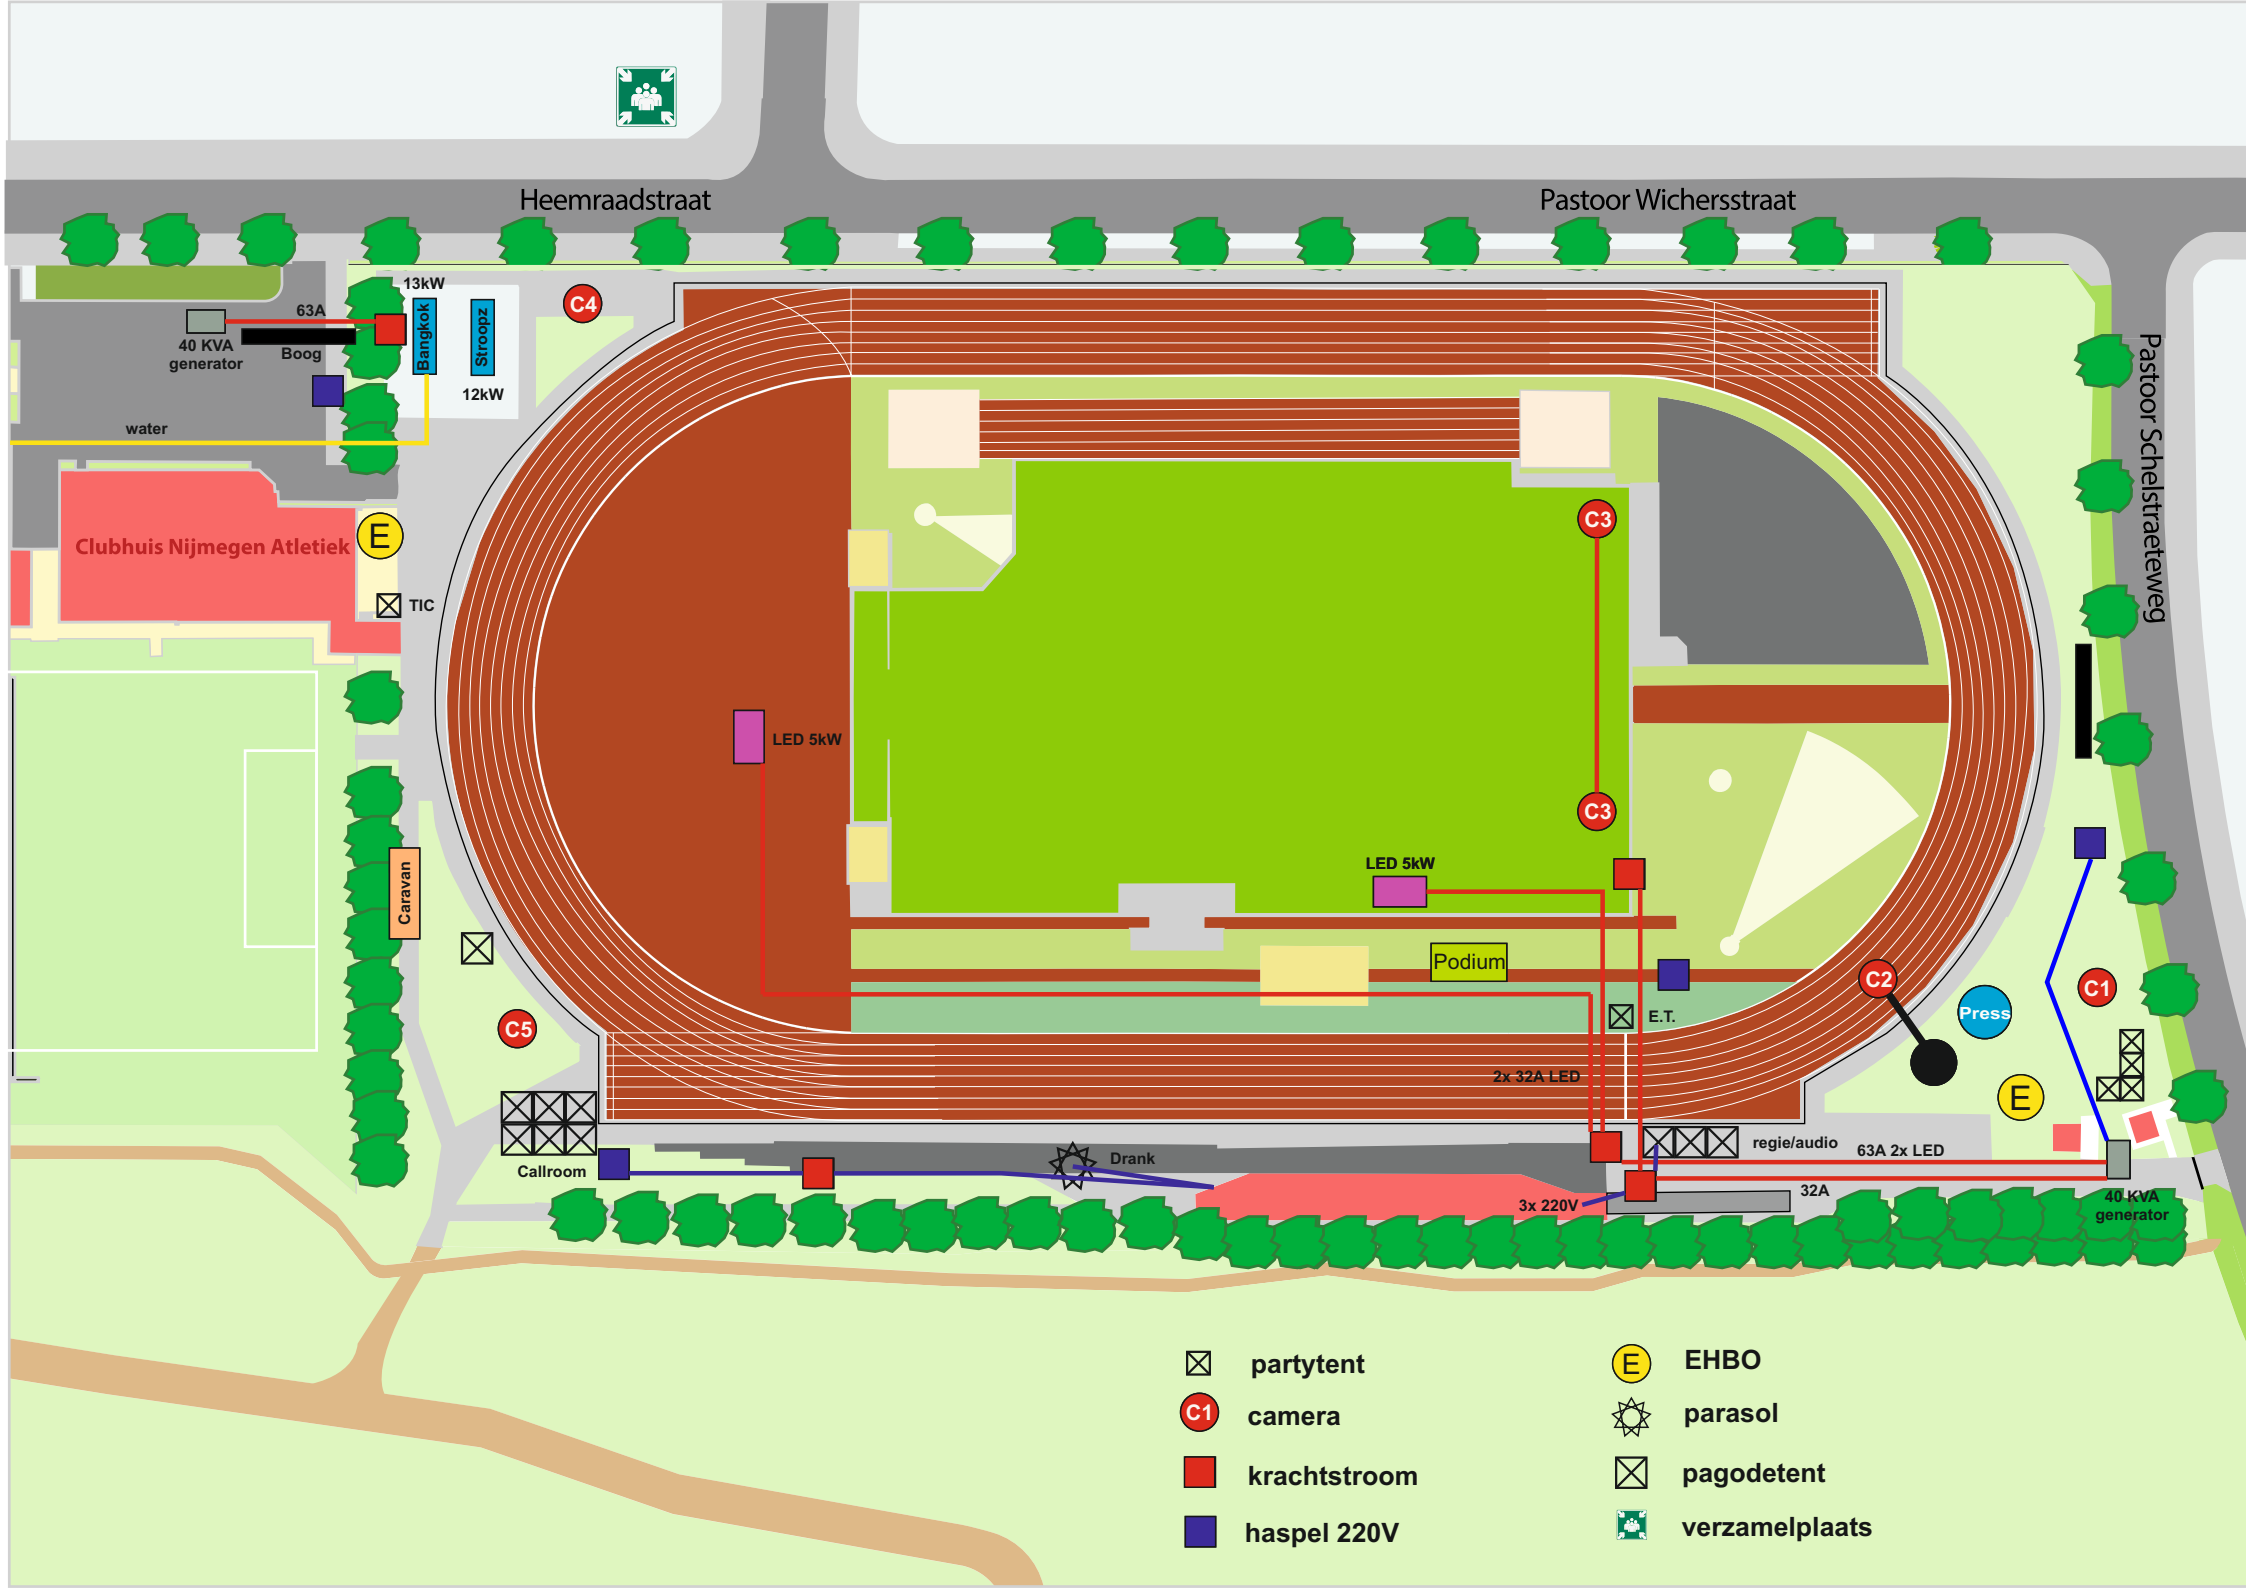 Heemraadstraat
Pastoor Wichersstraat
13kW
C4
63A
Bangkok
Stroopz
40 KVA
generator
Boog
12kW
Pastoor Schelstraeteweg
water
C3
E
Clubhuis Nijmegen Atletiek
TIC
LED 5kW
C3
LED 5kW
Caravan
Podium
C2
C1
Press
E.T.
C5
2x 32A LED
E
regie/audio
63A 2x LED
Drank
Callroom
32A
3x 220V
40 KVA
generator
partytent
E
EHBO
C1
camera
parasol
krachtstroom
pagodetent
haspel 220V
verzamelplaats